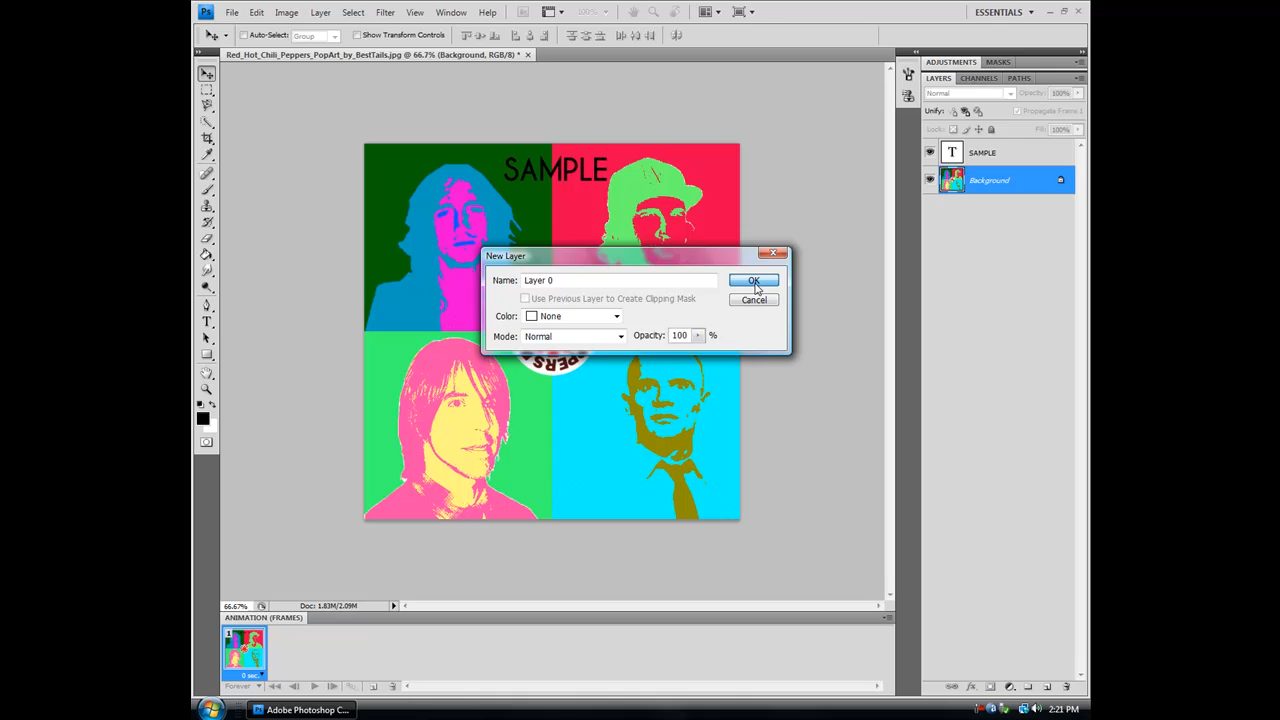 Ps File Edit Image Layer Select Filter View Window Help 100% ESSENTIALS
Auto-Select: Group Show Transform Controls
Red_Hot_Chili_Peppers_PopArt_by_BestTails.jpg @ 66.7% (Background, RGB/8) *
ADJUSTMENTS MASKS
LAYERS CHANNELS PATHS
Normal Opacity: 100%
Unify: Propagate Frame 1
Lock: Fill: 100%
T SAMPLE
Background
SAMPLE
New Layer
Name: Layer 0 OK
Use Previous Layer to Create Clipping Mask Cancel
Color: None
Mode: Normal Opacity: 100 %
PPERS
66.67% Doc: 1.83M/2.09M
ANIMATION (FRAMES)
1
0 sec.
Forever
Adobe Photoshop C... 2:21 PM